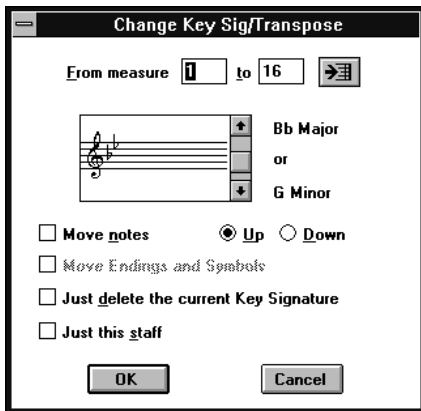 Change Key Sig/Transpose
From measure 1 to 16
Bb Major
or
G Minor
Move notes Up Down
Move Endings and Symbols
Just delete the current Key Signature
Just this staff
OK Cancel